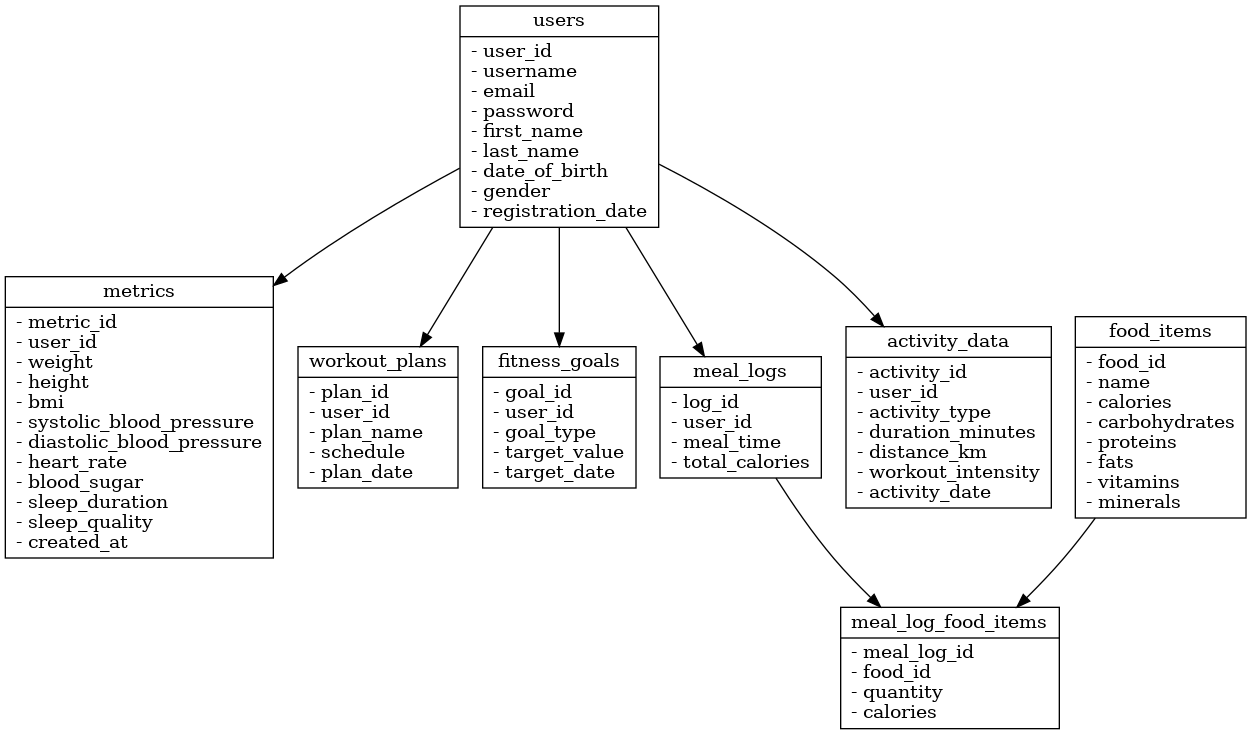 users
- user_id
- username
- email
- password
- first_name
- last_name
- date_of_birth
- gender
- registration_date
metrics
- metric_id
- user_id
- weight
- height
- bmi
- systolic_blood_pressure
- diastolic_blood_pressure
- heart_rate
- blood_sugar
- sleep_duration
- sleep_quality
- created_at
workout_plans
- plan_id
- user_id
- plan_name
- schedule
- plan_date
fitness_goals
- goal_id
- user_id
- goal_type
- target_value
- target_date
meal_logs
- log_id
- user_id
- meal_time
- total_calories
activity_data
- activity_id
- user_id
- activity_type
- duration_minutes
- distance_km
- workout_intensity
- activity_date
food_items
- food_id
- name
- calories
- carbohydrates
- proteins
- fats
- vitamins
- minerals
meal_log_food_items
- meal_log_id
- food_id
- quantity
- calories